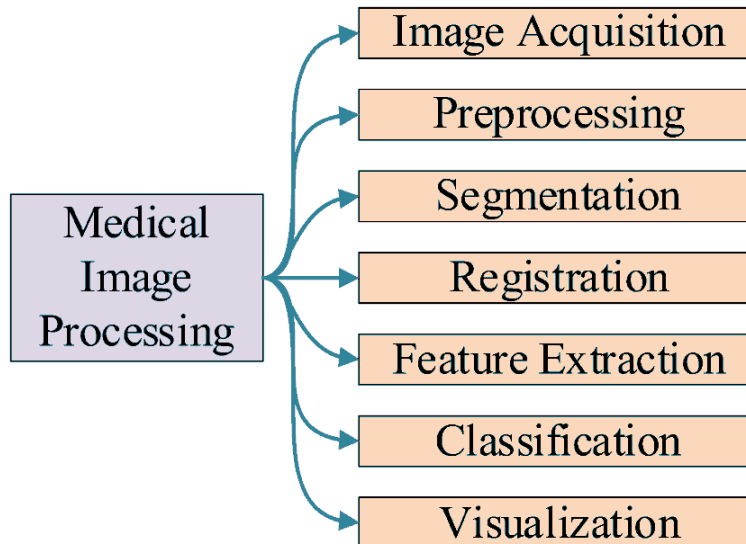 Medical
Image
Processing
Image Acquisition
Preprocessing
Segmentation
Registration
Feature Extraction
Classification
Visualization